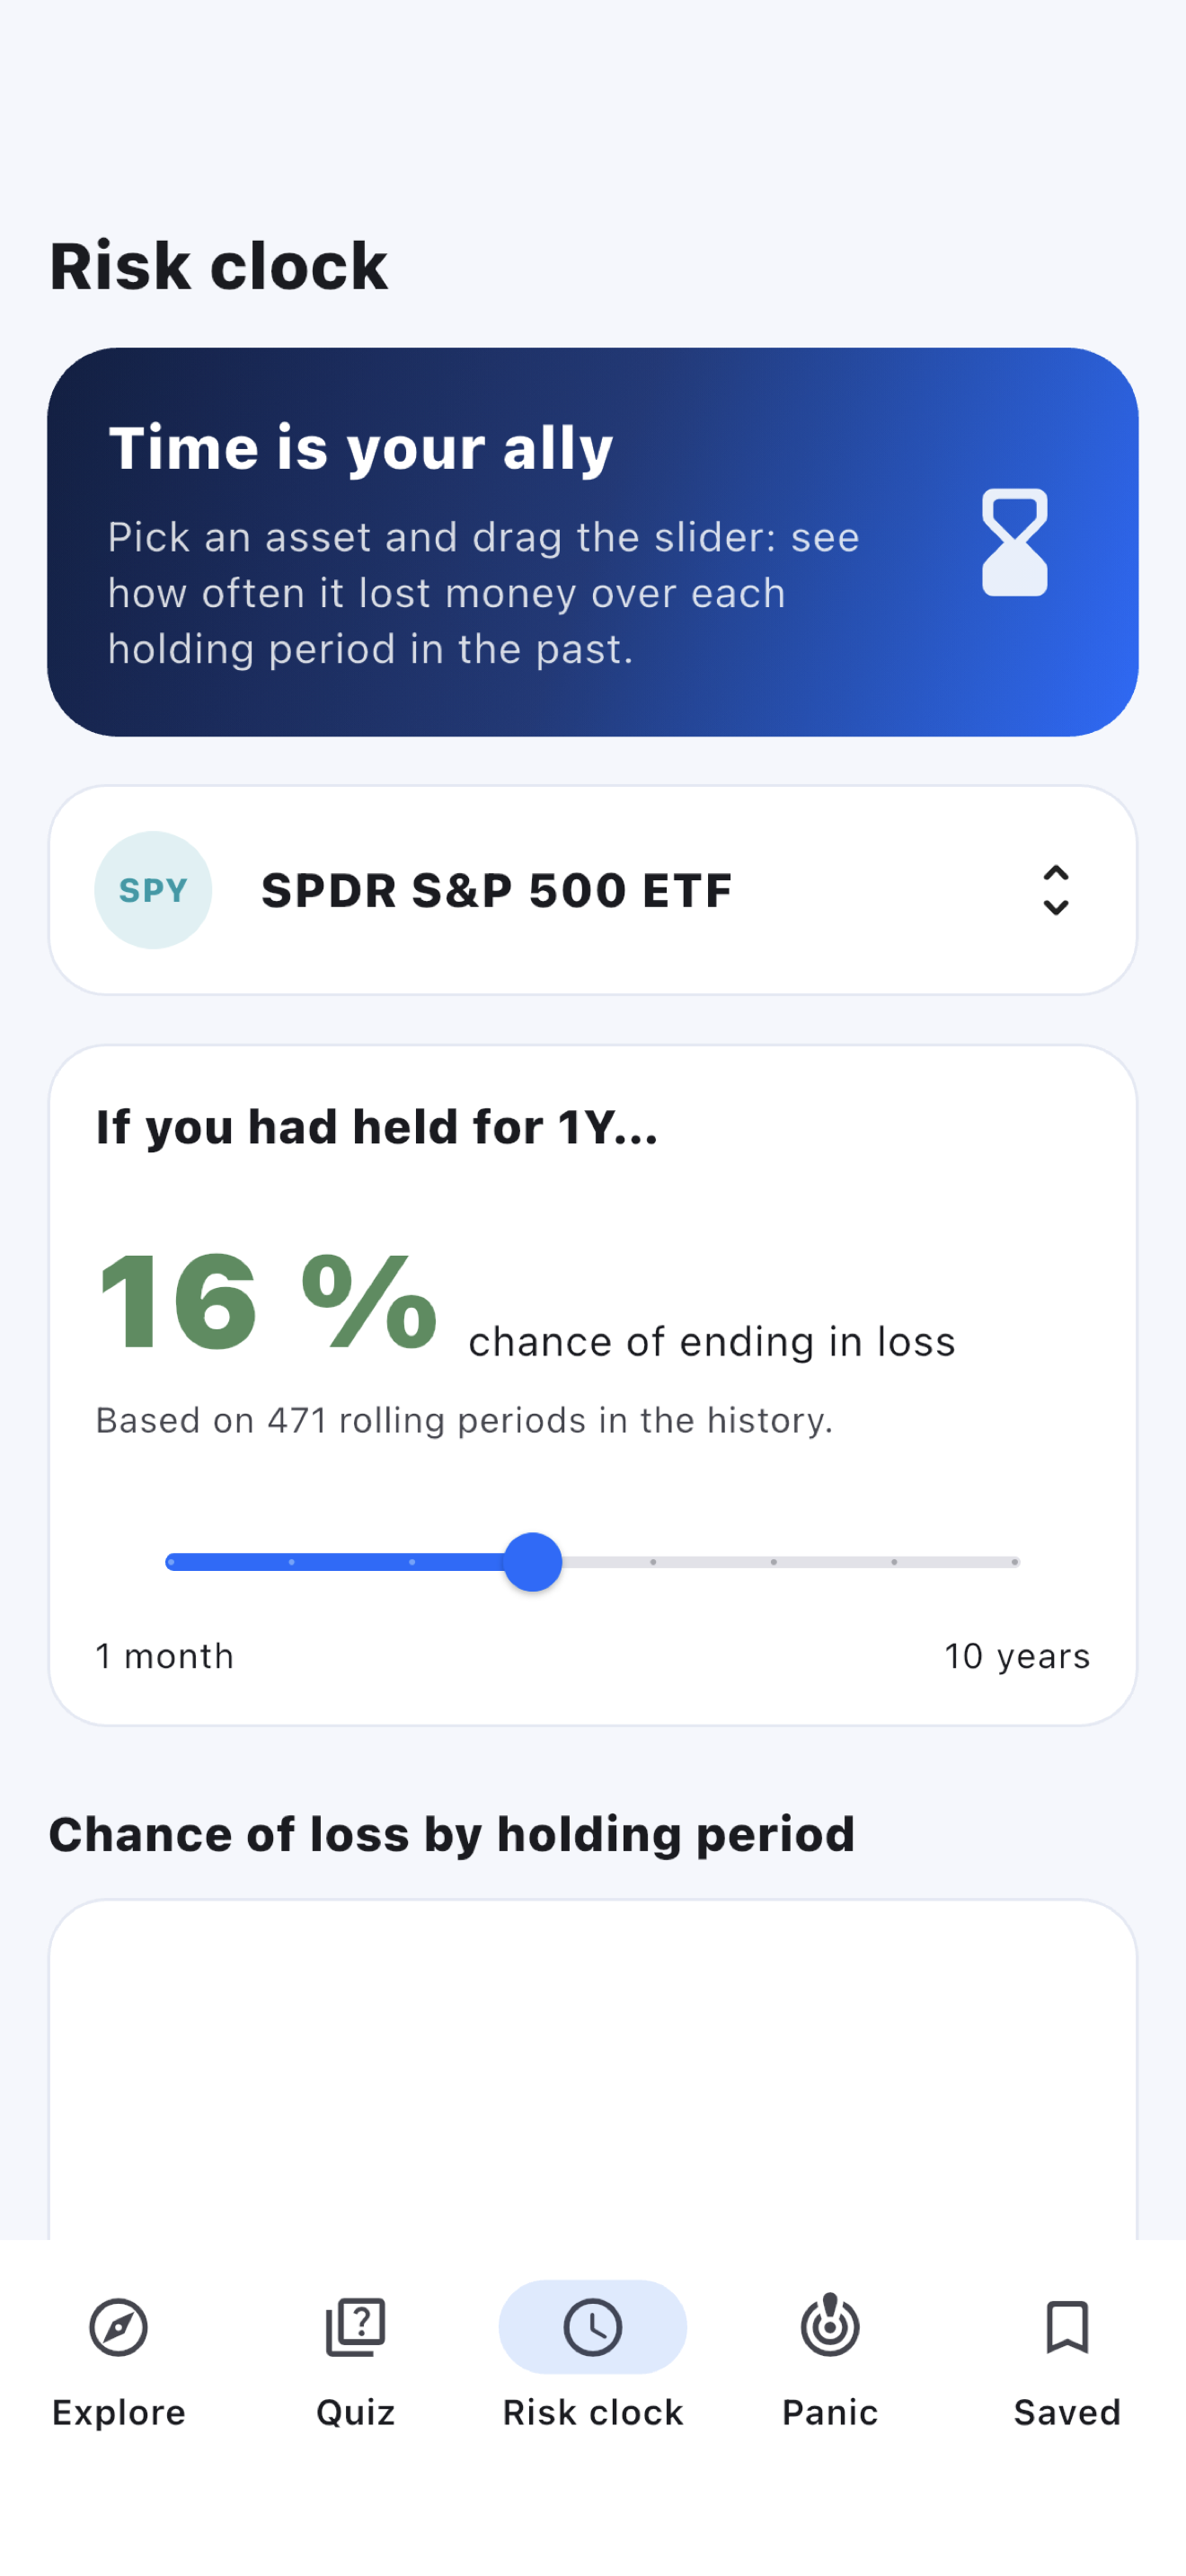 Risk clock
Time is your ally
Pick an asset and drag the slider: see
how often it lost money over each
holding period in the past.
SPY
SPDR S&P 500 ETF
If you had held for 1Y...
16 % chance of ending in loss
Based on 471 rolling periods in the history.
1 month 10 years
Chance of loss by holding period
Explore Quiz Risk clock Panic Saved